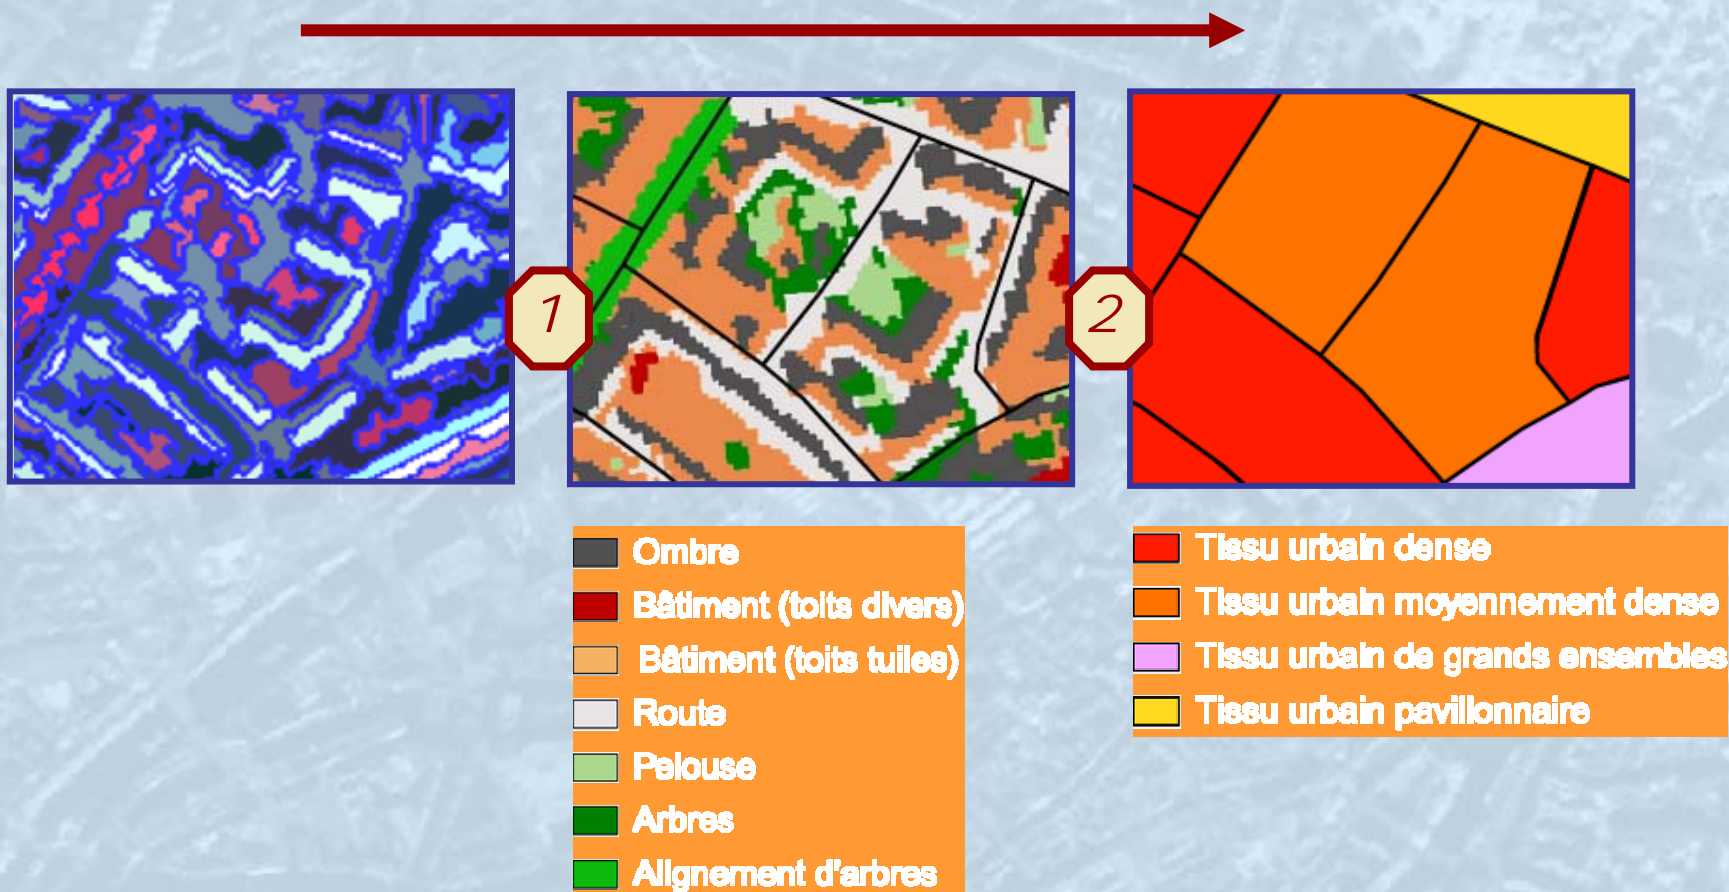 1
2
Ombre
Bâtiment (toits divers)
Bâtiment (toits tuiles)
Route
Pelouse
Arbres
Alignement d'arbres
Tissu urbain dense
Tissu urbain moyennement dense
Tissu urbain de grands ensembles
Tissu urbain pavillonnaire